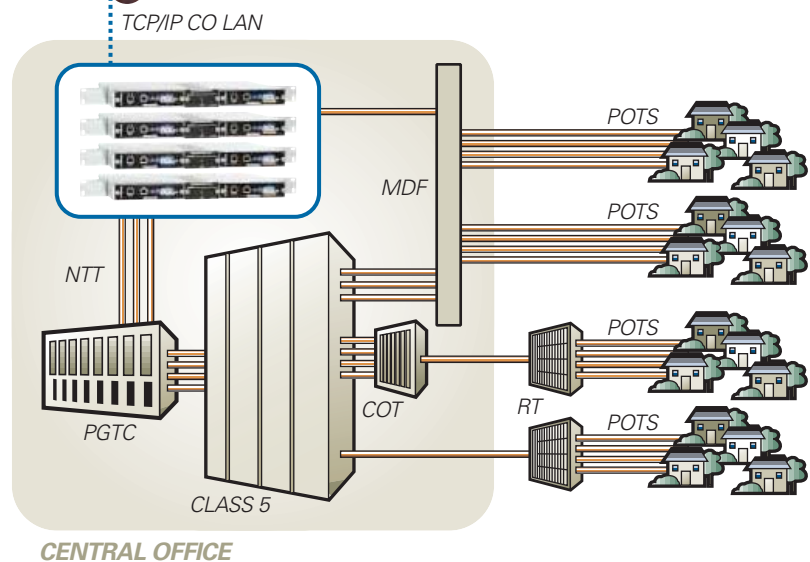 TCP/IP CO LAN
POTS
MDF
POTS
NTT
POTS
COT
RT
PGTC
POTS
CLASS 5
CENTRAL OFFICE